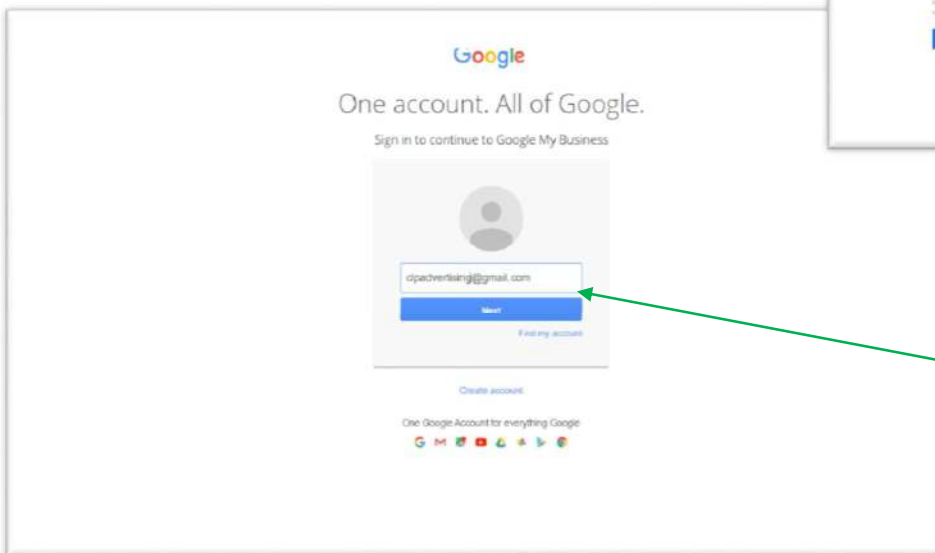 Google
One account. All of Google.
Sign in to continue to Google My Business
clpadvertising@gmail.com
Next
Find my account
Create account
One Google Account for everything Google